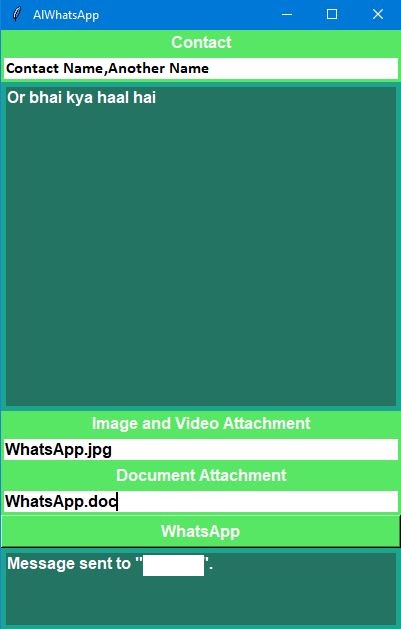 AIWhatsApp
Contact
Contact Name,Another Name
Or bhai kya haal hai
Image and Video Attachment
WhatsApp.jpg
Document Attachment
WhatsApp.doc
WhatsApp
Message sent to "          ".